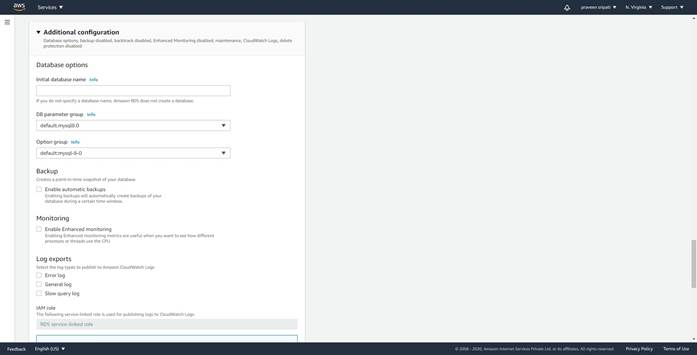 aws
Services
praveen sripati
N. Virginia
Support
Additional configuration
Database options, backup disabled, backtrack disabled, Enhanced Monitoring disabled, maintenance, CloudWatch Logs, delete
protection disabled
Database options
Initial database name Info
If you do not specify a database name, Amazon RDS does not create a database.
DB parameter group Info
default.mysql8.0
Option group Info
default:mysql-8-0
Backup
Creates a point-in-time snapshot of your database
Enable automatic backups
Enabling backups will automatically create backups of your
database during a certain time window.
Monitoring
Enable Enhanced monitoring
Enabling Enhanced monitoring metrics are useful when you want to see how different
processes or threads use the CPU
Log exports
Select the log types to publish to Amazon CloudWatch Logs
Error log
General log
Slow query log
IAM role
The following service-linked role is used for publishing logs to CloudWatch Logs.
RDS service-linked role
Feedback
English (US)
© 2008 - 2020, Amazon Internet Services Private Ltd. or its affiliates. All rights reserved.
Privacy Policy
Terms of Use